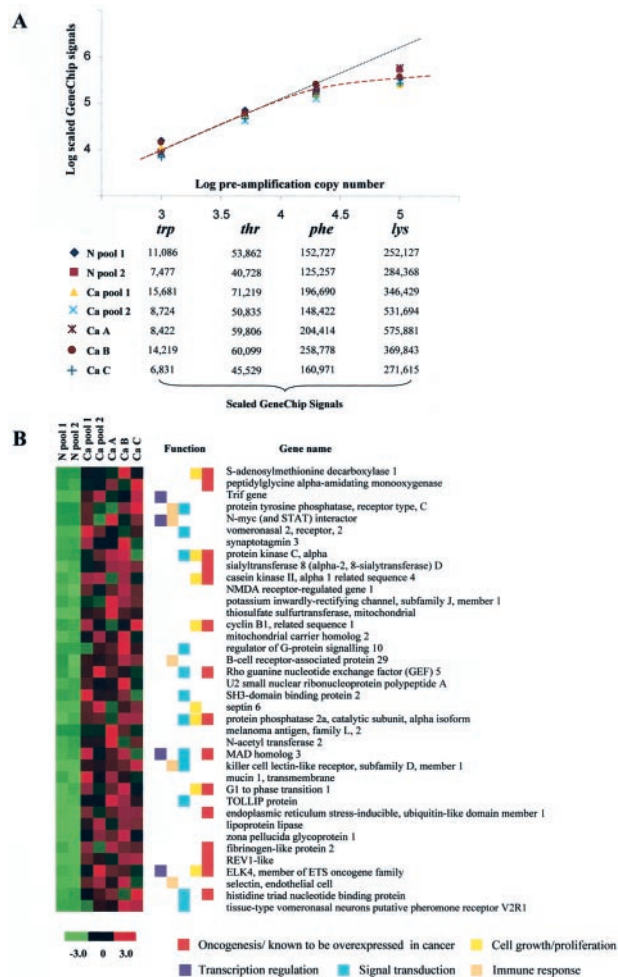 A
Log scaled GeneChip signals
6
5
4
Log pre-amplification copy number
3 3.5 4 4.5 5
trp thr phe lys
N pool 1 11,086 53,862 152,727 252,127
N pool 2 7,477 40,728 125,257 284,368
Ca pool 1 15,681 71,219 196,690 346,429
Ca pool 2 8,724 50,835 148,422 531,694
Ca A 8,422 59,806 204,414 575,881
Ca B 14,219 60,099 258,778 369,843
Ca C 6,831 45,529 160,971 271,615
Scaled GeneChip Signals
B
N pool 1
N pool 2
Ca pool 1
Ca pool 2
Ca A
Ca B
Ca C
Function Gene name
S-adenosylmethionine decarboxylase 1
peptidylglycine alpha-amidating monooxygenase
Trif gene
protein tyrosine phosphatase, receptor type, C
N-myc (and STAT) interactor
vomeronasal 2, receptor, 2
synaptotagmin 3
protein kinase C, alpha
sialyltransferase 8 (alpha-2, 8-sialytransferase) D
casein kinase II, alpha 1 related sequence 4
NMDA receptor-regulated gene 1
potassium inwardly-rectifying channel, subfamily J, member 1
thiosulfate sulfurtransferase, mitochondrial
cyclin B1, related sequence 1
mitochondrial carrier homolog 2
regulator of G-protein signalling 10
B-cell receptor-associated protein 29
Rho guanine nucleotide exchange factor (GEF) 5
U2 small nuclear ribonucleoprotein polypeptide A
SH3-domain binding protein 2
septin 6
protein phosphatase 2a, catalytic subunit, alpha isoform
melanoma antigen, family L, 2
N-acetyl transferase 2
MAD homolog 3
killer cell lectin-like receptor, subfamily D, member 1
mucin 1, transmembrane
G1 to phase transition 1
TOLLIP protein
endoplasmic reticulum stress-inducible, ubiquitin-like domain member 1
lipoprotein lipase
zona pellucida glycoprotein 1
fibrinogen-like protein 2
REV1-like
ELK4, member of ETS oncogene family
selectin, endothelial cell
histidine triad nucleotide binding protein
tissue-type vomeronasal neurons putative pheromone receptor V2R1
-3.0 0 3.0
Oncogenesis/ known to be overexpressed in cancer
Cell growth/proliferation
Transcription regulation
Signal transduction
Immune response